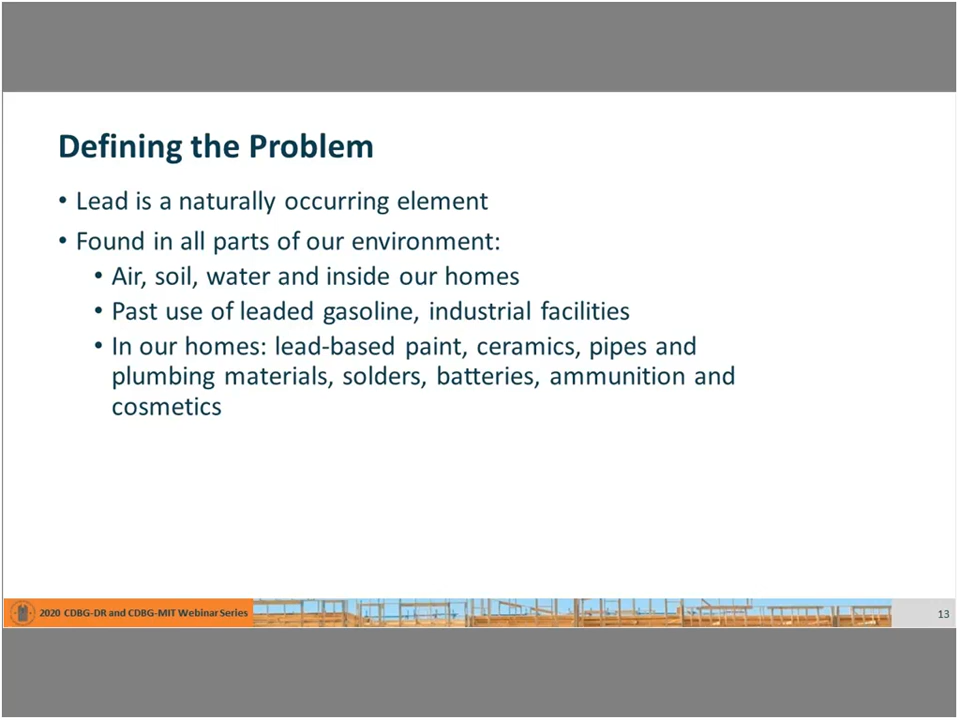 Defining the Problem
• Lead is a naturally occurring element
• Found in all parts of our environment:
• Air, soil, water and inside our homes
• Past use of leaded gasoline, industrial facilities
• In our homes: lead-based paint, ceramics, pipes and
plumbing materials, solders, batteries, ammunition and
cosmetics
2020 CDBG-DR and CDBG-MIT Webinar Series
13